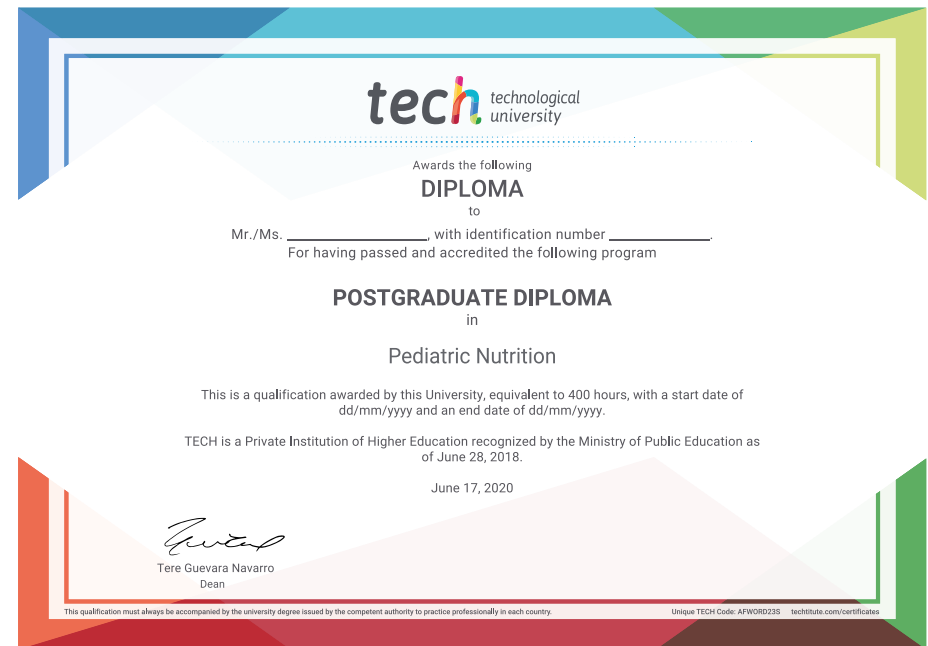 tech technological
university
Awards the following
DIPLOMA
to
Mr./Ms. ____________________, with identification number ______________.
For having passed and accredited the following program
POSTGRADUATE DIPLOMA
in
Pediatric Nutrition
This is a qualification awarded by this University, equivalent to 400 hours, with a start date of
dd/mm/yyyy and an end date of dd/mm/yyyy.
TECH is a Private Institution of Higher Education recognized by the Ministry of Public Education as
of June 28, 2018.
June 17, 2020
Tere Guevara Navarro
Dean
This qualification must always be accompanied by the university degree issued by the competent authority to practice professionally in each country.
Unique TECH Code: AFWORD23S techtitute.com/certificates